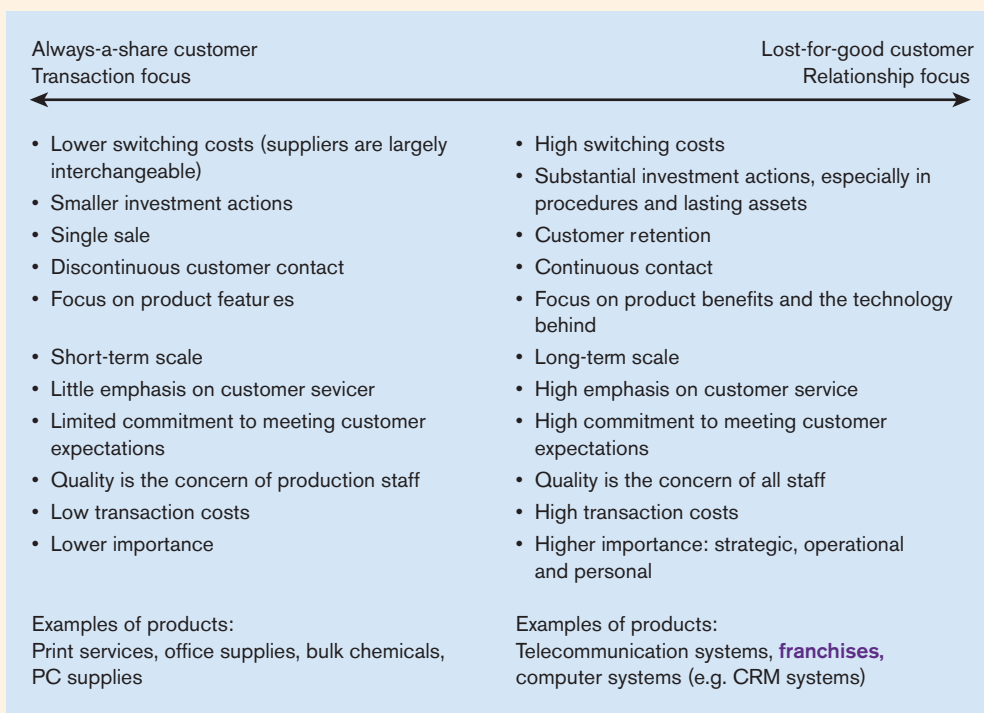 Always-a-share customer
Transaction focus
Lost-for-good customer
Relationship focus
• Lower switching costs (suppliers are largely
interchangeable)
• Smaller investment actions
• Single sale
• Discontinuous customer contact
• Focus on product featur es
• Short-term scale
• Little emphasis on customer sevicer
• Limited commitment to meeting customer
expectations
• Quality is the concern of production staff
• Low transaction costs
• Lower importance
Examples of products:
Print services, office supplies, bulk chemicals,
PC supplies
• High switching costs
• Substantial investment actions, especially in
procedures and lasting assets
• Customer retention
• Continuous contact
• Focus on product benefits and the technology
behind
• Long-term scale
• High emphasis on customer service
• High commitment to meeting customer
expectations
• Quality is the concern of all staff
• High transaction costs
• Higher importance: strategic, operational
and personal
Examples of products:
Telecommunication systems, franchises,
computer systems (e.g. CRM systems)